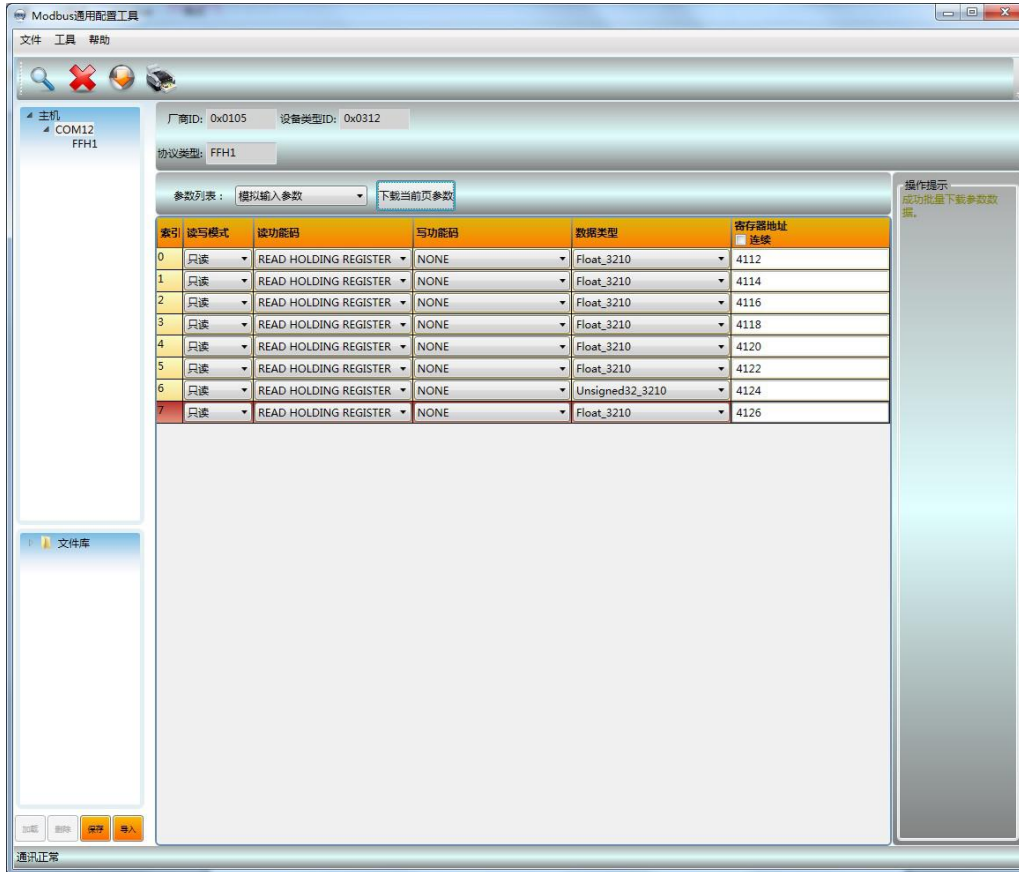 Modbus通用配置工具
文件 工具 帮助
主机
COM12
FFH1
厂商ID: 0x0105 设备类型ID: 0x0312
协议类型: FFH1
参数列表： 模拟输入参数 下载当前页参数
索引 读写模式 读功能码 写功能码 数据类型 寄存器地址
连续
0 只读 READ HOLDING REGISTER NONE Float_3210 4112
1 只读 READ HOLDING REGISTER NONE Float_3210 4114
2 只读 READ HOLDING REGISTER NONE Float_3210 4116
3 只读 READ HOLDING REGISTER NONE Float_3210 4118
4 只读 READ HOLDING REGISTER NONE Float_3210 4120
5 只读 READ HOLDING REGISTER NONE Float_3210 4122
6 只读 READ HOLDING REGISTER NONE Unsigned32_3210 4124
7 只读 READ HOLDING REGISTER NONE Float_3210 4126
操作提示
成功批量下载参数数
据。
文件库
加载 删除 保存 导入
通讯正常